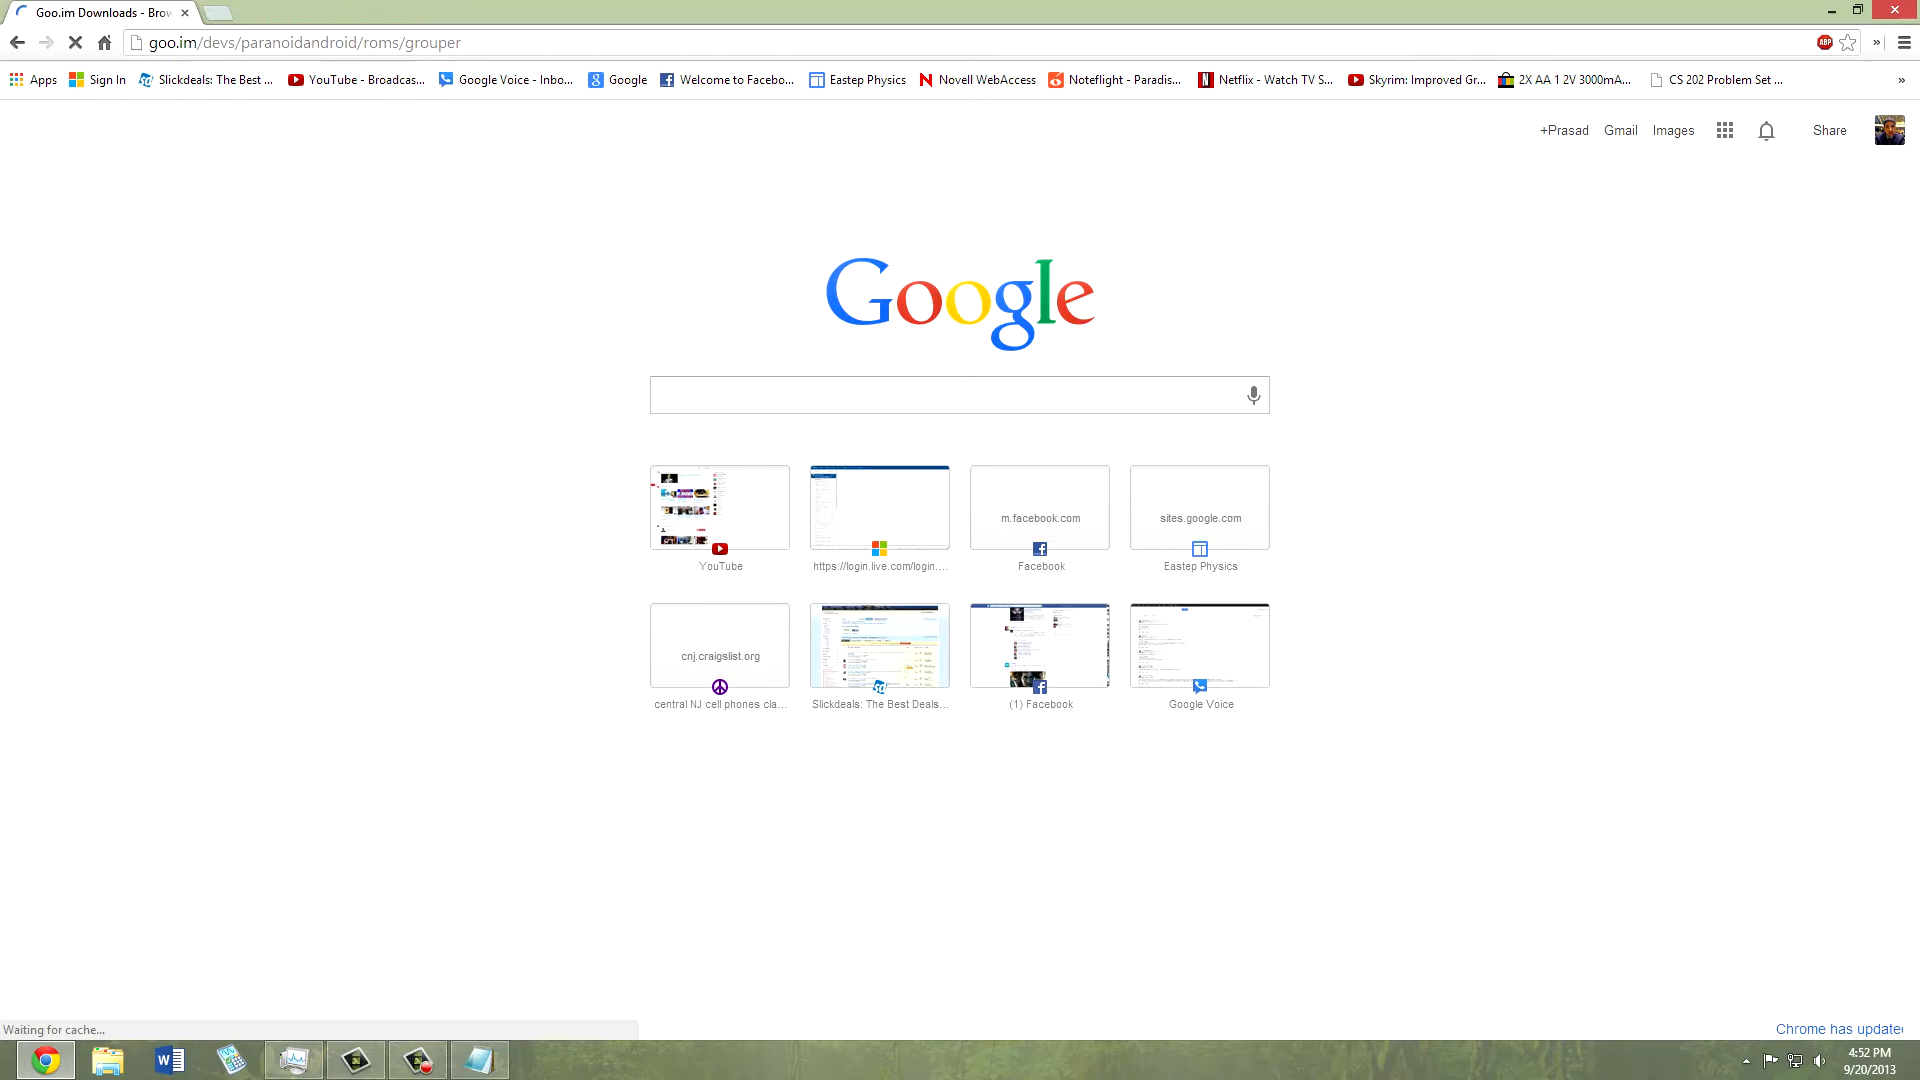 Goo.im Downloads - Brow
goo.im/devs/paranoidandroid/roms/grouper
ABP
Apps
Sign In
Slickdeals: The Best ...
YouTube - Broadcas...
Google Voice - Inbo...
Google
Welcome to Facebo...
Eastep Physics
Novell WebAccess
Noteflight - Paradis...
Netflix - Watch TV S...
Skyrim: Improved Gr...
2X AA 1 2V 3000mA...
CS 202 Problem Set ...
+Prasad
Gmail
Images
Share
Google
m.facebook.com
sites.google.com
YouTube
https://login.live.com/login....
Facebook
Eastep Physics
cnj.craigslist.org
central NJ cell phones cla...
Slickdeals: The Best Deals...
(1) Facebook
Google Voice
Waiting for cache...
Chrome has updated
4:52 PM
9/20/2013